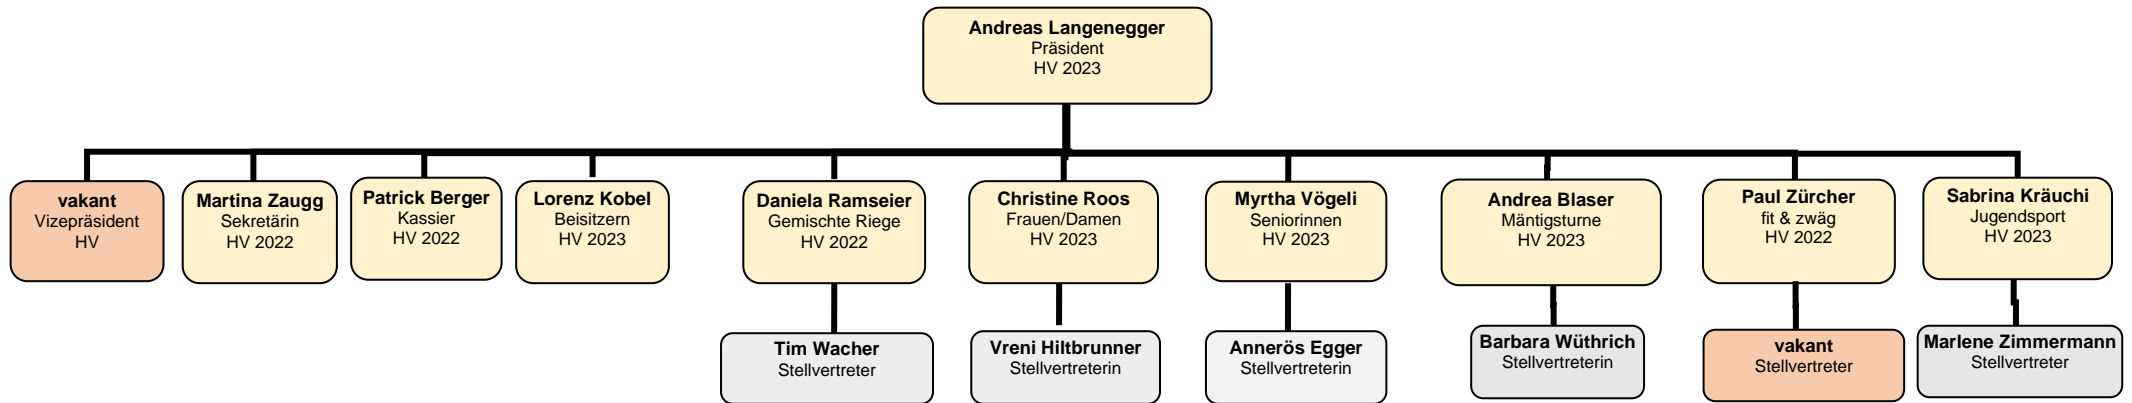 Andreas Langenegger
Präsident
HV 2023
vakant
Vizepräsident
HV
Martina Zaugg
Sekretärin
HV 2022
Patrick Berger
Kassier
HV 2022
Lorenz Kobel
Beisitzern
HV 2023
Daniela Ramseier
Gemischte Riege
HV 2022
Christine Roos
Frauen/Damen
HV 2023
Myrtha Vögeli
Seniorinnen
HV 2023
Andrea Blaser
Mäntigsturne
HV 2023
Paul Zürcher
fit & zwäg
HV 2022
Sabrina Kräuchi
Jugendsport
HV 2023
Tim Wacher
Stellvertreter
Vreni Hiltbrunner
Stellvertreterin
Annerös Egger
Stellvertreterin
Barbara Wüthrich
Stellvertreterin
vakant
Stellvertreter
Marlene Zimmermann
Stellvertreter